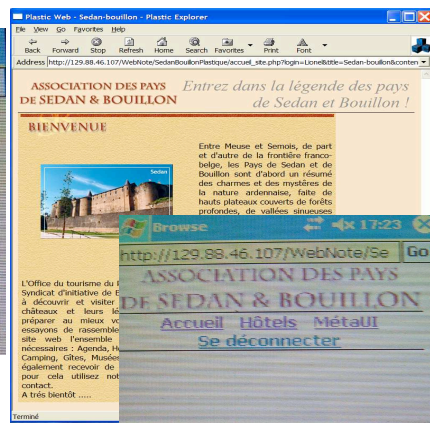 Plastic Web - Sedan-bouillon - Plastic Explorer
File View Go Favorites Help
Back Forward Stop Refresh Home Search Favorites Print Font
Address http://129.88.46.107/WebNote/SedanBouillonPlastique/accueil_site.php?login=Lionel&title=Sedan-bouillon&conten
ASSOCIATION DES PAYS
DE SEDAN & BOUILLON
Entrez dans la légende des pays
de Sedan et Bouillon !
BIENVENUE
Sedan
Entre Meuse et Semois, de part
et d'autre de la frontière franco-
belge, les Pays de Sedan et de
Bouillon sont d'abord un résumé
des charmes et des mystères de
la nature ardennaise, faite de
hauts plateaux couverts de forêts
profondes, de vallées sinueuses
L'Office du tourisme du
Syndicat d'initiative de
à découvrir et visiter
châteaux et leurs
préparer au mieux
essayons de rassemble
site web l'ensemble
nécessaires : Agenda,
Camping, Gîtes, Musées
également recevoir de
pour cela utilisez
contact.
A trés bientôt .....
Terminé
Browse 17:23
http://129.88.46.107/WebNote/Se Go
ASSOCIATION DES PAYS
DE SEDAN & BOUILLON
Accueil Hôtels MétaUI
Se déconnecter